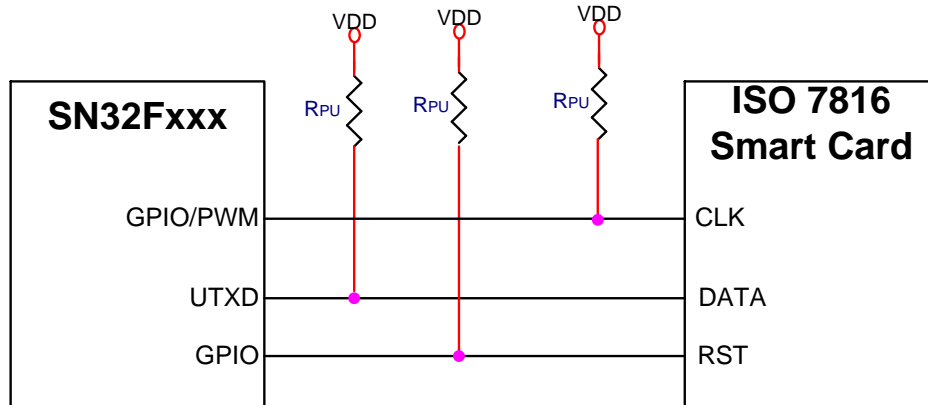 VDD VDD VDD
SN32Fxxx
RPU RPU RPU
ISO 7816
Smart Card
GPIO/PWM
CLK
UTXD
DATA
GPIO
RST